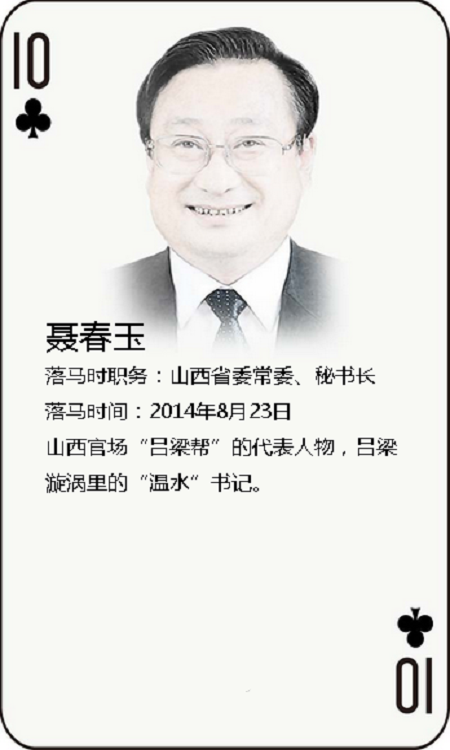 10
聂春玉
落马时职务：山西省委常委、秘书长
落马时间：2014年8月23日
山西官场“吕梁帮”的代表人物，吕梁
漩涡里的“温水”书记。
10